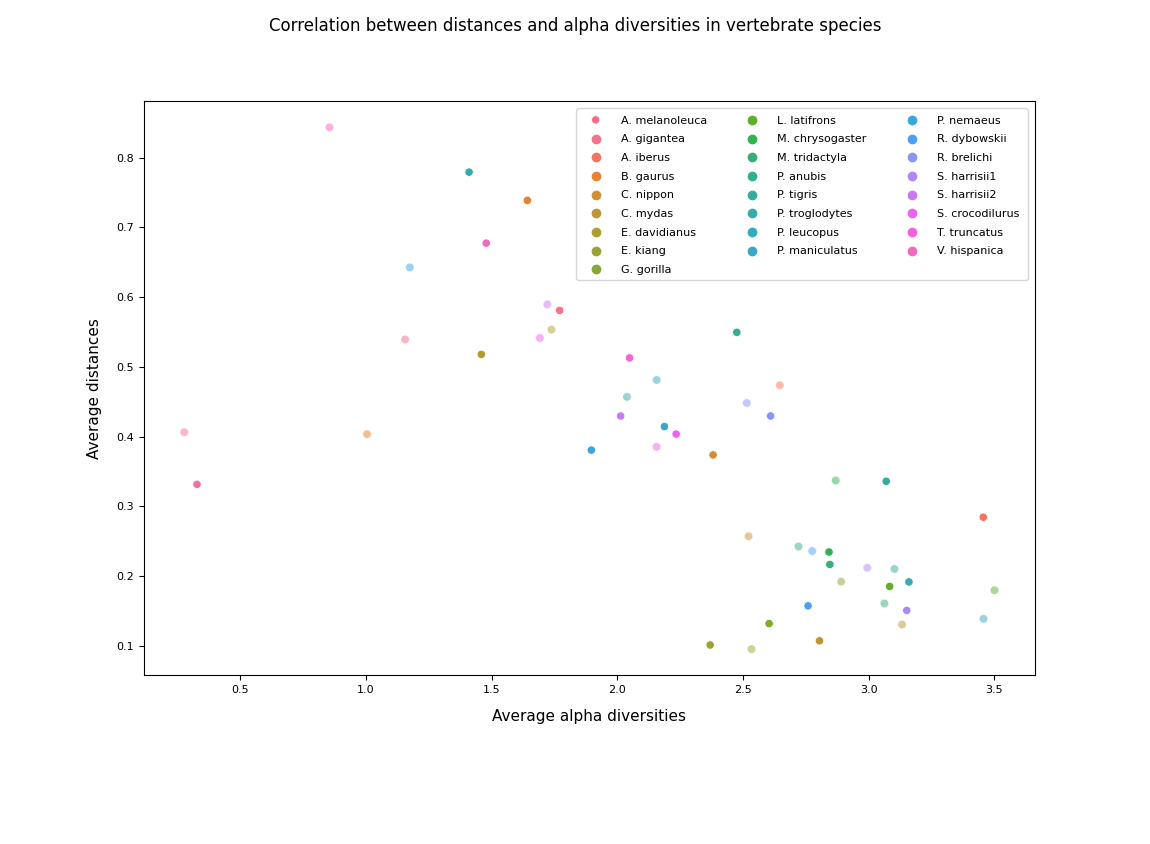 Correlation between distances and alpha diversities in vertebrate species
A. melanoleuca
A. gigantea
A. iberus
B. gaurus
C. nippon
C. mydas
E. davidianus
E. kiang
G. gorilla
L. latifrons
M. chrysogaster
M. tridactyla
P. anubis
P. tigris
P. troglodytes
P. leucopus
P. maniculatus
P. nemaeus
R. dybowskii
R. brelichi
S. harrisii1
S. harrisii2
S. crocodilurus
T. truncatus
V. hispanica
Average distances
0.8
0.7
0.6
0.5
0.4
0.3
0.2
0.1
0.5
1.0
1.5
2.0
2.5
3.0
3.5
Average alpha diversities